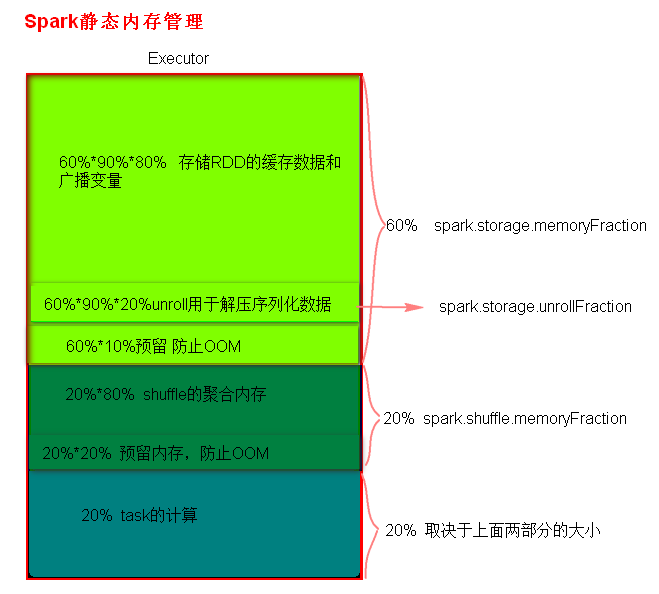 Spark静态内存管理
Executor
60%*90%*80% 存储RDD的缓存数据和
广播变量
60% spark.storage.memoryFraction
60%*90%*20%unroll用于解压序列化数据
spark.storage.unrollFraction
60%*10%预留 防止OOM
20%*80% shuffle的聚合内存
20% spark.shuffle.memoryFraction
20%*20% 预留内存，防止OOM
20% task的计算
20% 取决于上面两部分的大小